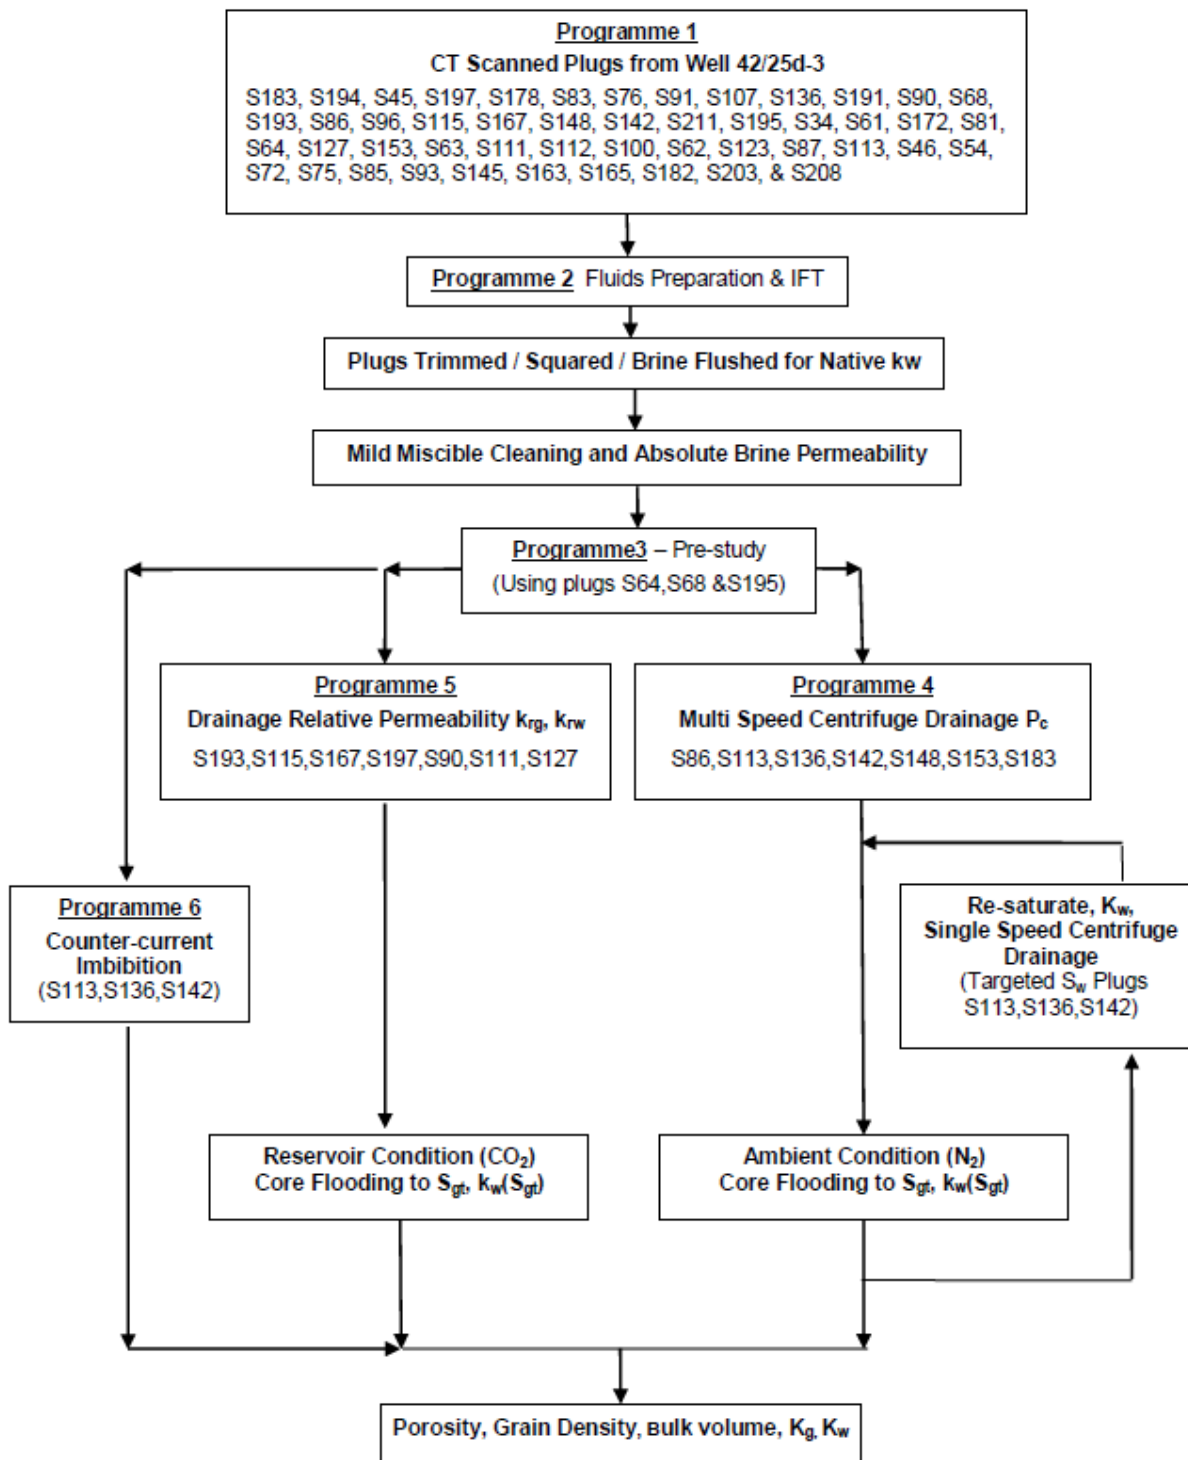 Programme 1
CT Scanned Plugs from Well 42/25d-3
S183, S194, S45, S197, S178, S83, S76, S91, S107, S136, S191, S90, S68,
S193, S86, S96, S115, S167, S148, S142, S211, S195, S34, S61, S172, S81,
S64, S127, S153, S63, S111, S112, S100, S62, S123, S87, S113, S46, S54,
S72, S75, S85, S93, S145, S163, S165, S182, S203, & S208
Programme 2 Fluids Preparation & IFT
Plugs Trimmed / Squared / Brine Flushed for Native kw
Mild Miscible Cleaning and Absolute Brine Permeability
Programme3 – Pre-study
(Using plugs S64,S68 &S195)
Programme 5
Drainage Relative Permeability krg, krw
S193,S115,S167,S197,S90,S111,S127
Programme 4
Multi Speed Centrifuge Drainage Pc
S86,S113,S136,S142,S148,S153,S183
Programme 6
Counter-current
Imbibition
(S113,S136,S142)
Re-saturate, Kw,
Single Speed Centrifuge
Drainage
(Targeted Sw Plugs
S113,S136,S142)
Reservoir Condition (CO2)
Core Flooding to Sgt, kw(Sgt)
Ambient Condition (N2)
Core Flooding to Sgt, kw(Sgt)
Porosity, Grain Density, Bulk volume, Kg, Kw